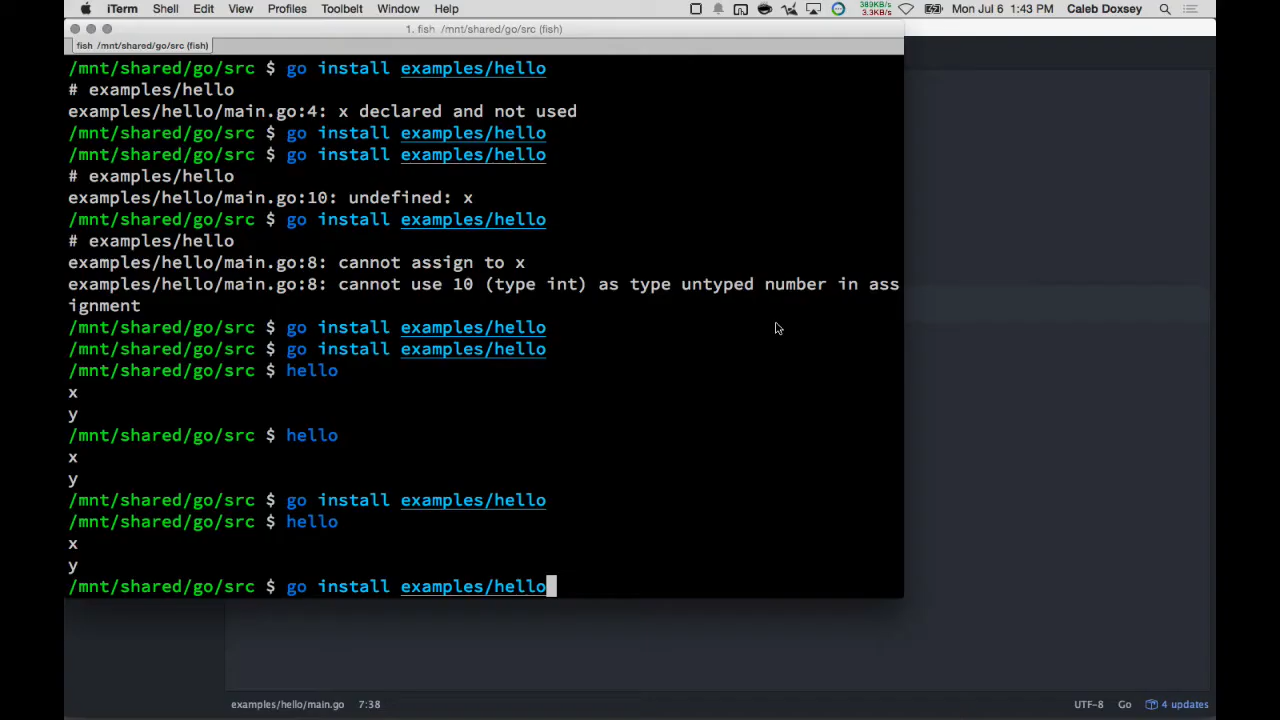 iTerm Shell Edit View Profiles Toolbelt Window Help 389KB/s 3.3KB/s Mon Jul 6 1:43 PM Caleb Doxsey
1. fish /mnt/shared/go/src (fish)
fish /mnt/shared/go/src (fish)
/mnt/shared/go/src $ go install examples/hello
# examples/hello
examples/hello/main.go:4: x declared and not used
/mnt/shared/go/src $ go install examples/hello
/mnt/shared/go/src $ go install examples/hello
# examples/hello
examples/hello/main.go:10: undefined: x
/mnt/shared/go/src $ go install examples/hello
# examples/hello
examples/hello/main.go:8: cannot assign to x
examples/hello/main.go:8: cannot use 10 (type int) as type untyped number in ass
ignment
/mnt/shared/go/src $ go install examples/hello
/mnt/shared/go/src $ go install examples/hello
/mnt/shared/go/src $ hello
x
y
/mnt/shared/go/src $ hello
x
y
/mnt/shared/go/src $ go install examples/hello
/mnt/shared/go/src $ hello
x
y
/mnt/shared/go/src $ go install examples/hello
examples/hello/main.go 7:38 UTF-8 Go 4 updates